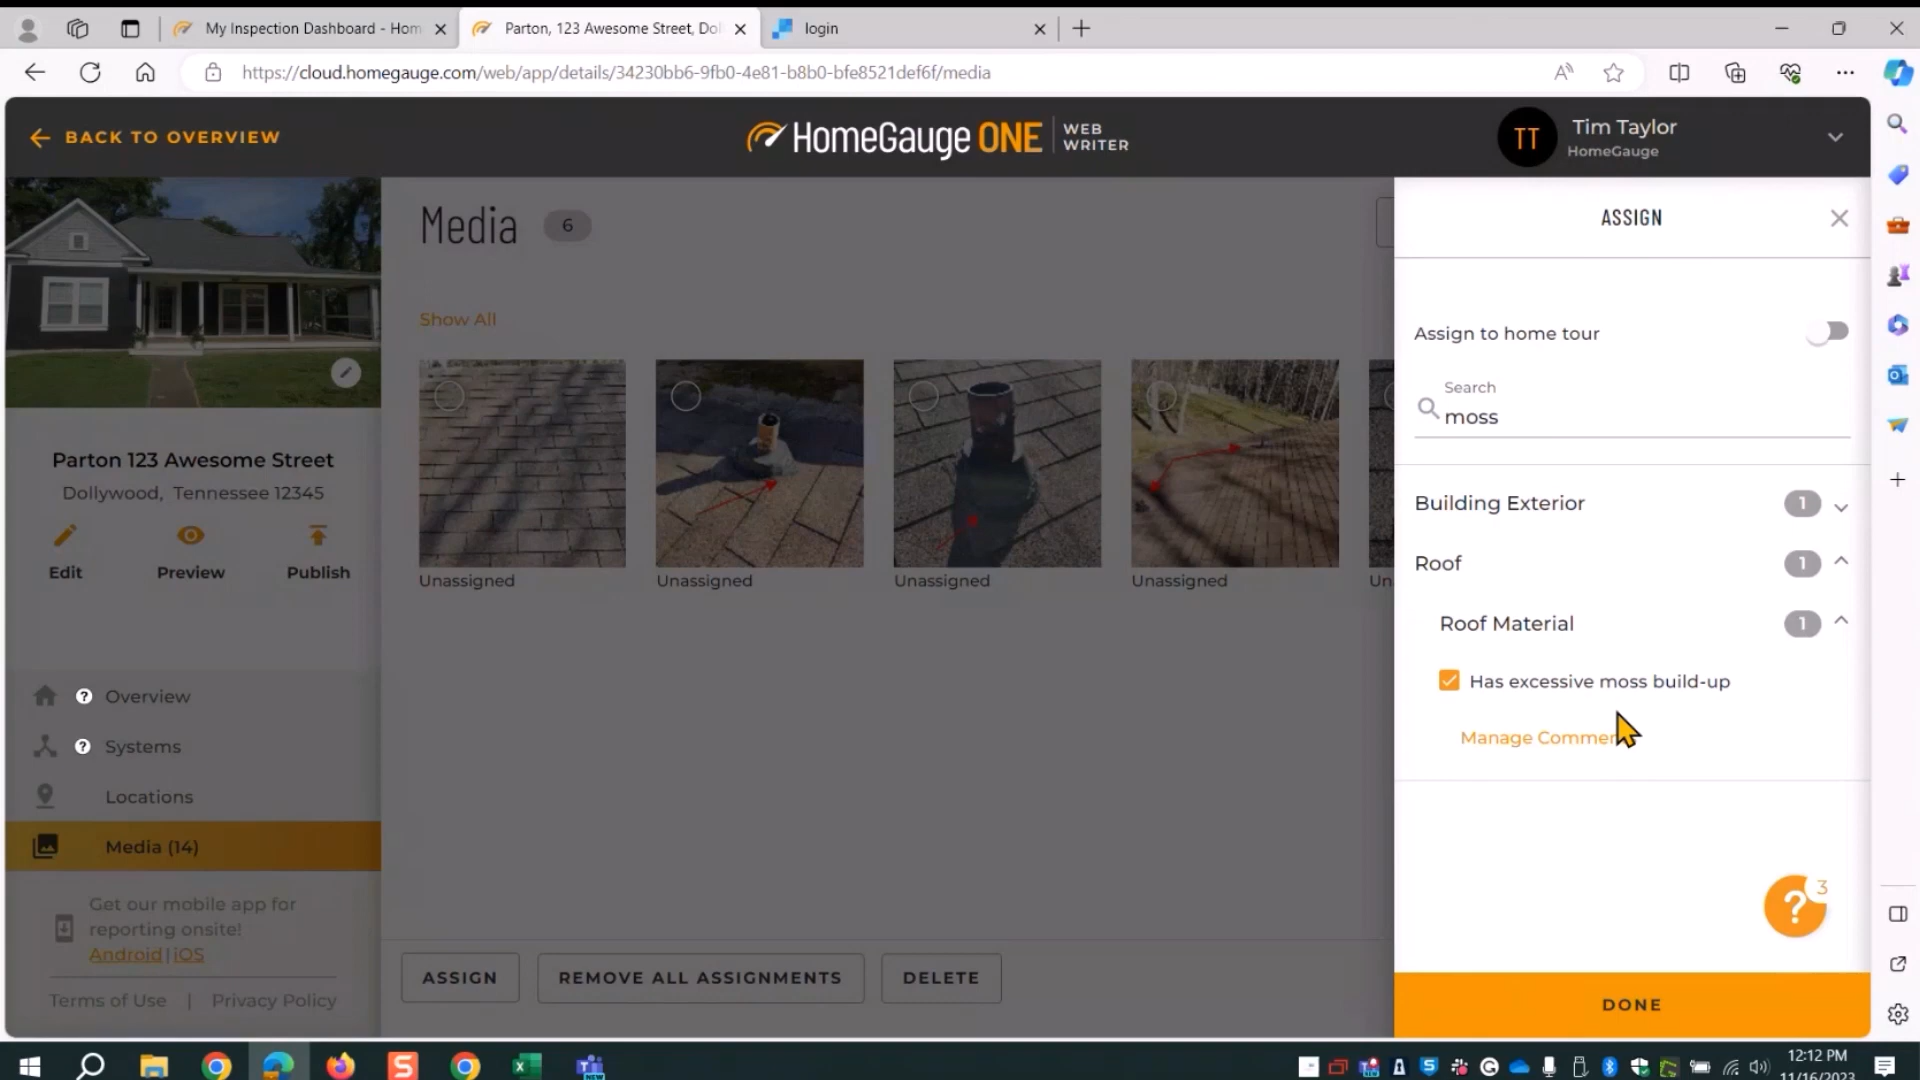 My Inspection Dashboard - Hom
Parton, 123 Awesome Street, Doll
login
https://cloud.homegauge.com/web/app/details/34230bb6-9fb0-4e81-b8b0-bfe8521def6f/media
BACK TO OVERVIEW
HomeGauge ONE
WEB
WRITER
TT
Tim Taylor
HomeGauge
Parton 123 Awesome Street
Dollywood, Tennessee 12345
Edit
Preview
Publish
? Overview
? Systems
Locations
Media (14)
Get our mobile app for
reporting onsite!
Android | iOS
Terms of Use | Privacy Policy
Media 6
Show All
Unassigned
Unassigned
Unassigned
Unassigned
Un
ASSIGN
REMOVE ALL ASSIGNMENTS
DELETE
ASSIGN
Assign to home tour
Search
moss
Building Exterior 1
Roof 1
Roof Material 1
Has excessive moss build-up
Manage Commen
? 3
DONE
12:12 PM
11/16/2023